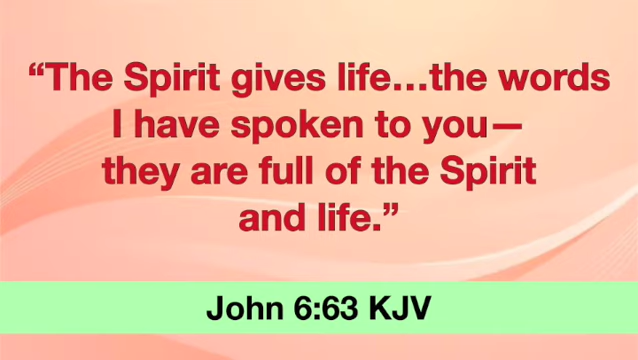 “The Spirit gives life…the words
I have spoken to you—
they are full of the Spirit
and life.”
John 6:63 KJV